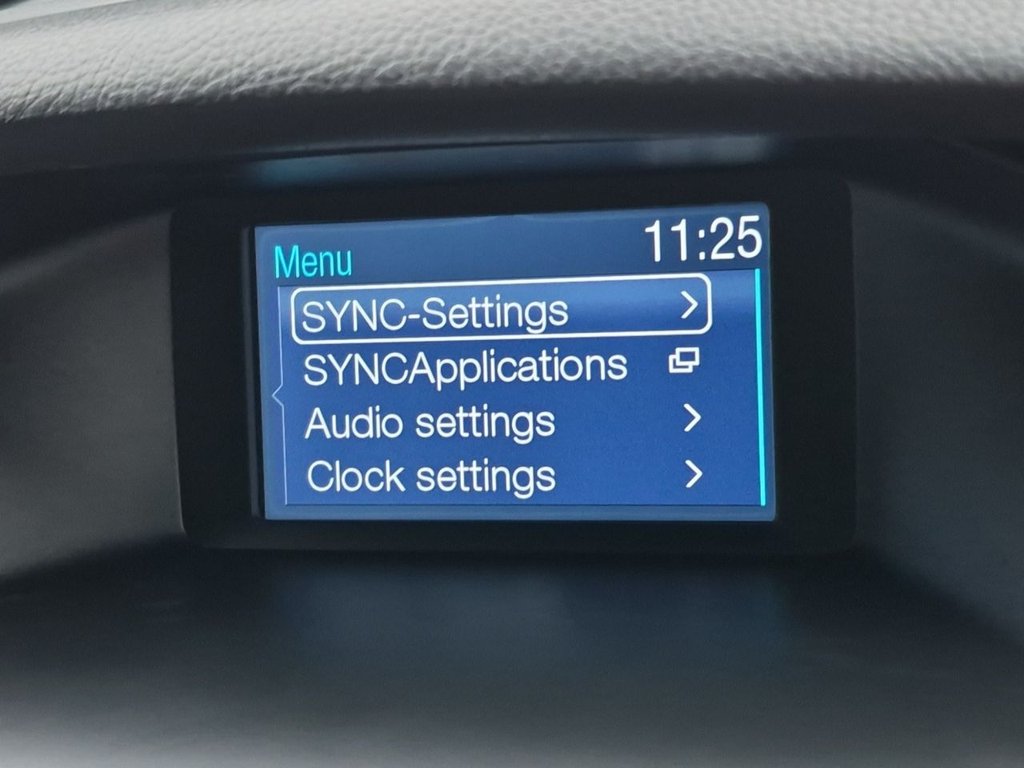 Menu 11:25
SYNC-Settings
SYNCApplications
Audio settings
Clock settings